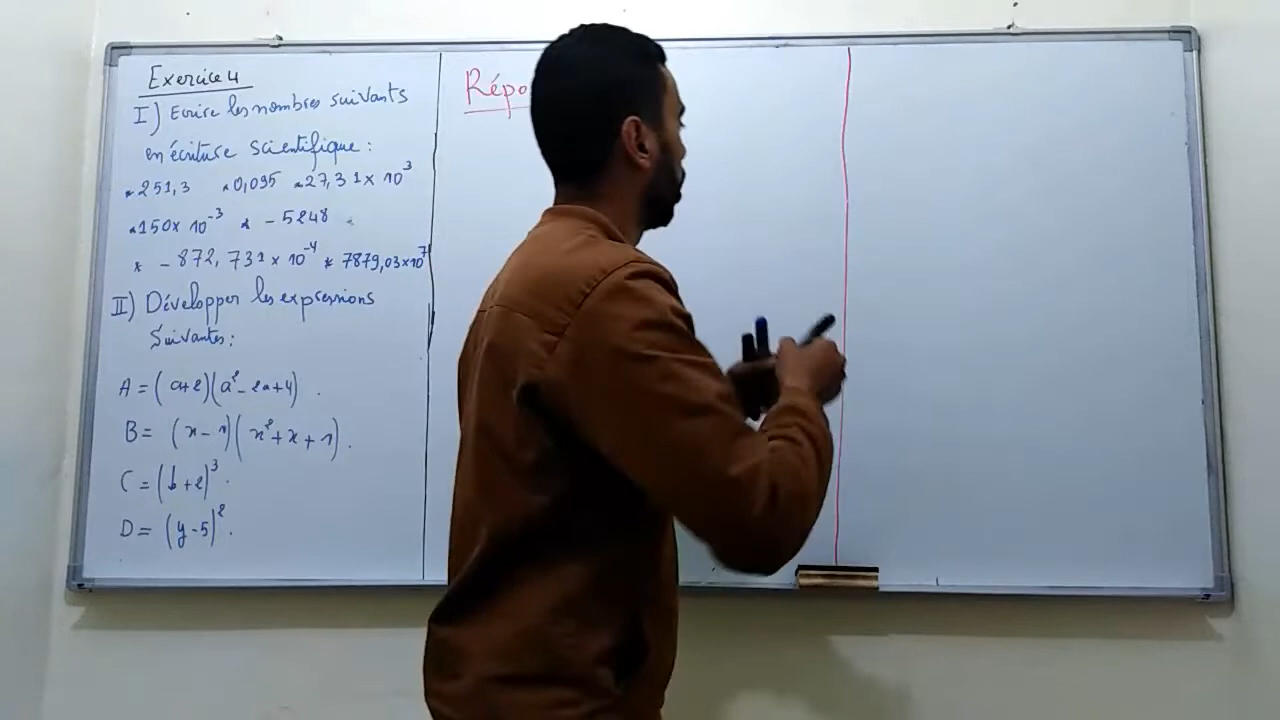 Exercice 4
I) Ecrire les nombres suivants
en écriture scientifique :
*251,3 *0,095 *27,31×10³
*150×10⁻³ * -5248
* -872,731×10⁻⁴ * 7879,03×10⁷
II) Développer les expressions
Suivantes:
A = (a+2)(a²-2a+4).
B = (x-1)(x²+x+1).
C = (b+2)³.
D = (y-5)².
Répo